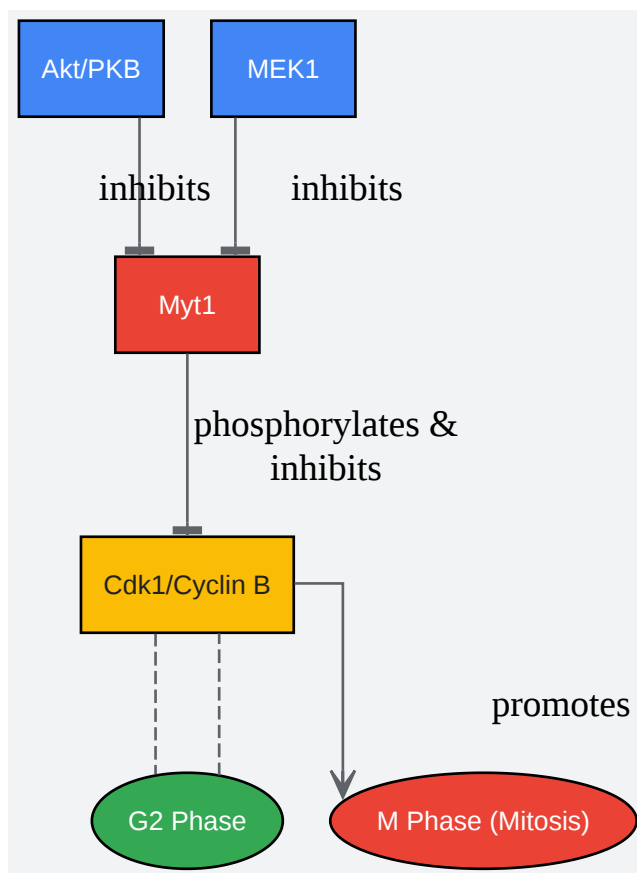 Akt/PKB
MEK1
inhibits
inhibits
Myt1
phosphorylates &
inhibits
Cdk1/Cyclin B
promotes
G2 Phase
M Phase (Mitosis)